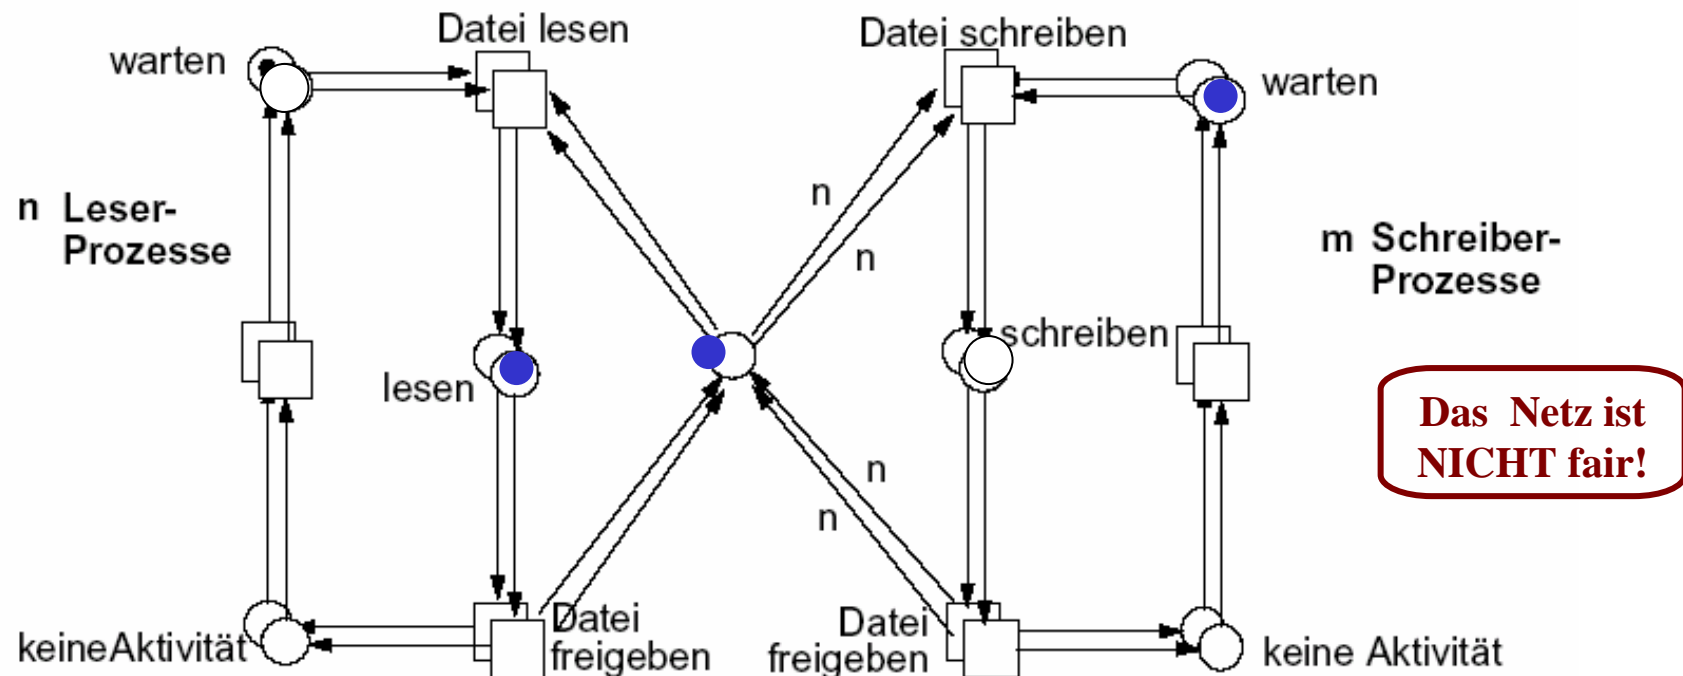 Datei lesen
Datei schreiben
warten
warten
n Leser-
Prozesse
n
n
m Schreiber-
Prozesse
schreiben
lesen
Das Netz ist
NICHT fair!
n
n
keineAktivität
Datei
freigeben
Datei
freigeben
keine Aktivität